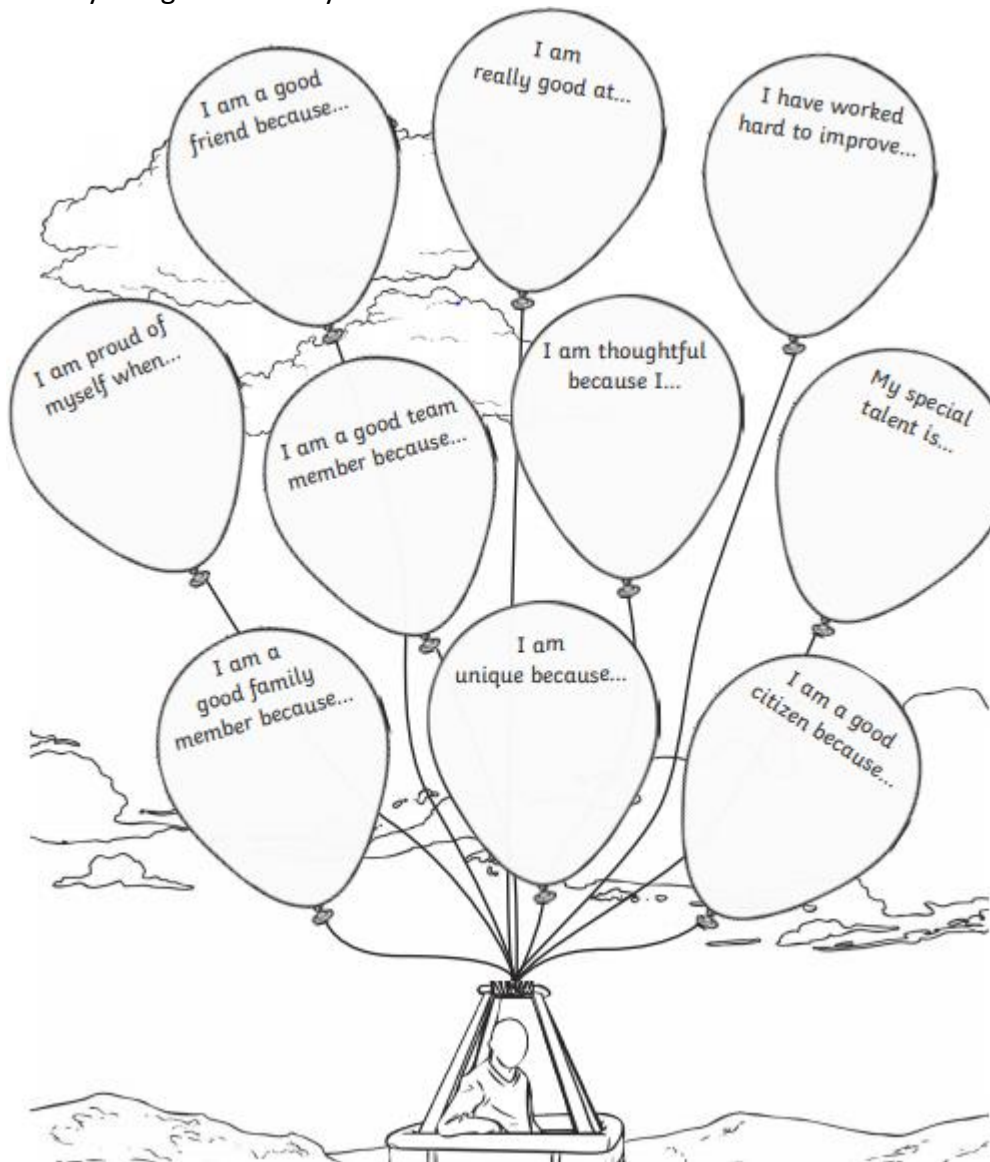 I am a good
friend because...
I am
really good at...
I have worked
hard to improve...
I am proud of
myself when...
I am a good team
member because...
I am thoughtful
because I...
My special
talent is...
I am a
good family
member because...
I am
unique because...
I am a good
citizen because...